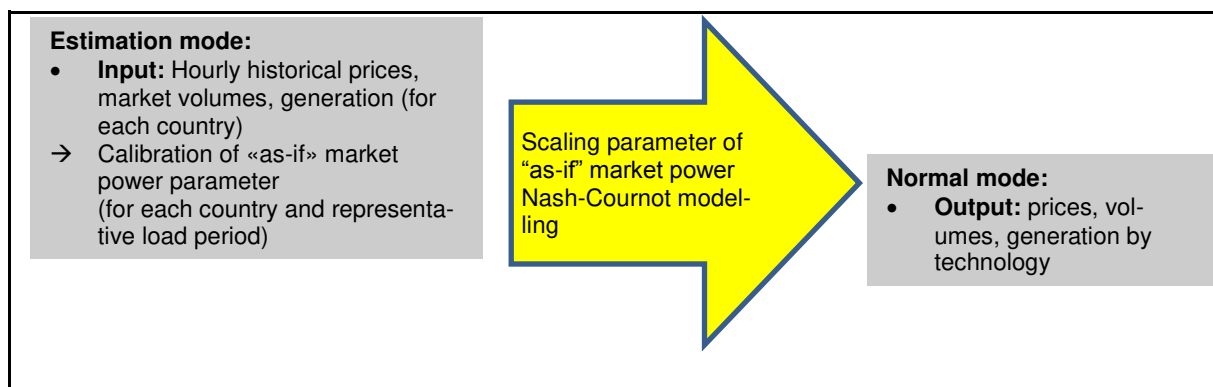 Estimation mode:
• Input: Hourly historical prices,
market volumes, generation (for
each country)
→ Calibration of «as-if» market
power parameter
(for each country and representa-
tive load period)
Scaling parameter of
“as-if” market power
Nash-Cournot model-
ling
Normal mode:
• Output: prices, vol-
umes, generation by
technology